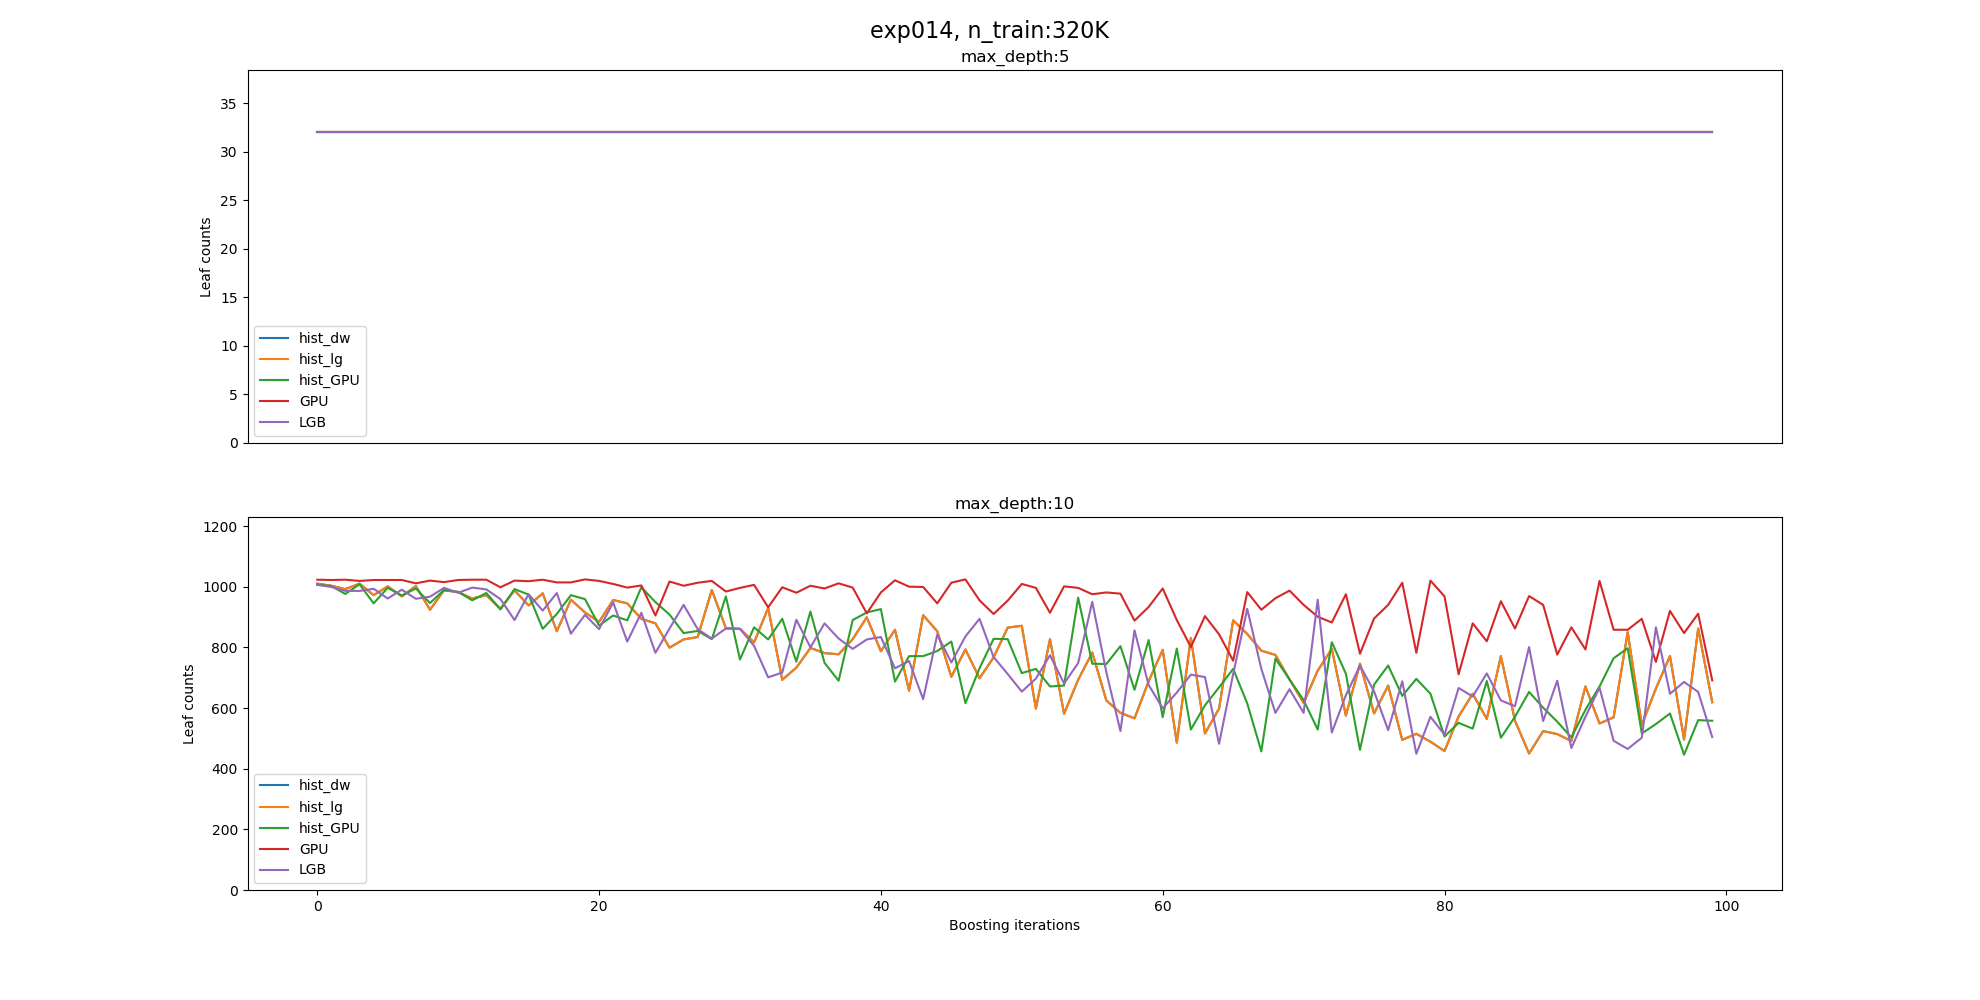 exp014, n_train:320K
max_depth:5
35
30
25
20
15
10
5
0
Leaf counts
hist_dw
hist_lg
hist_GPU
GPU
LGB
max_depth:10
1200
1000
800
600
400
200
0
Leaf counts
hist_dw
hist_lg
hist_GPU
GPU
LGB
0 20 40 60 80 100
Boosting iterations